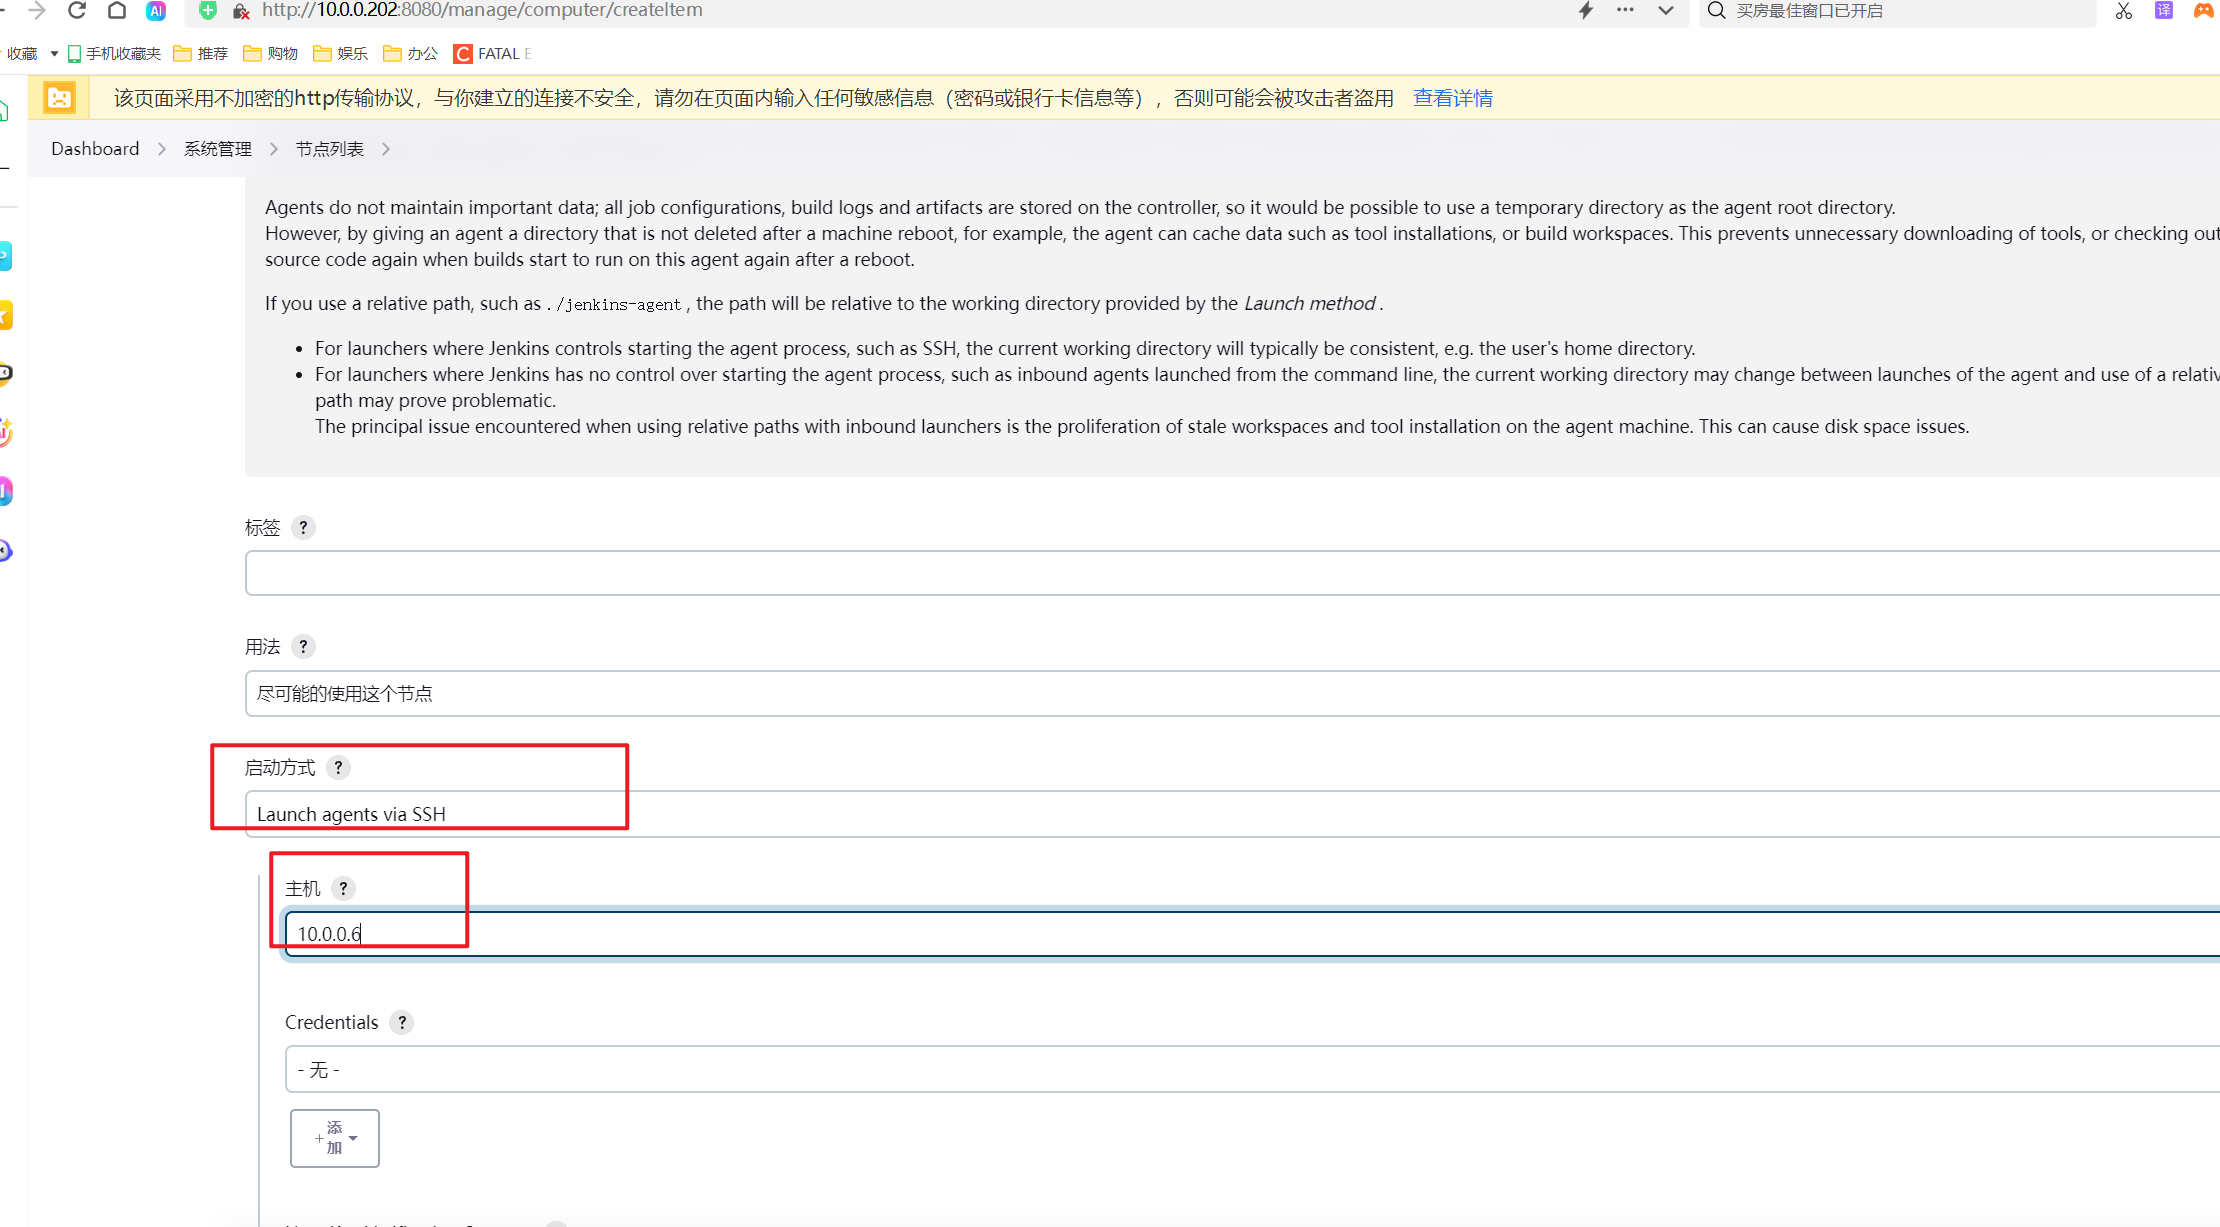 http://10.0.0.202:8080/manage/computer/createItem
买房最佳窗口已开启
收藏 手机收藏夹 推荐 购物 娱乐 办公 FATAL E
该页面采用不加密的http传输协议，与你建立的连接不安全，请勿在页面内输入任何敏感信息（密码或银行卡信息等），否则可能会被攻击者盗用 查看详情
Dashboard > 系统管理 > 节点列表 >
Agents do not maintain important data; all job configurations, build logs and artifacts are stored on the controller, so it would be possible to use a temporary directory as the agent root directory.
However, by giving an agent a directory that is not deleted after a machine reboot, for example, the agent can cache data such as tool installations, or build workspaces. This prevents unnecessary downloading of tools, or checking out
source code again when builds start to run on this agent again after a reboot.
If you use a relative path, such as ./jenkins-agent , the path will be relative to the working directory provided by the Launch method .
• For launchers where Jenkins controls starting the agent process, such as SSH, the current working directory will typically be consistent, e.g. the user's home directory.
• For launchers where Jenkins has no control over starting the agent process, such as inbound agents launched from the command line, the current working directory may change between launches of the agent and use of a relativ
path may prove problematic.
The principal issue encountered when using relative paths with inbound launchers is the proliferation of stale workspaces and tool installation on the agent machine. This can cause disk space issues.
标签 ?
用法 ?
尽可能的使用这个节点
启动方式 ?
Launch agents via SSH
主机 ?
10.0.0.6
Credentials ?
- 无 -
+ 添
加